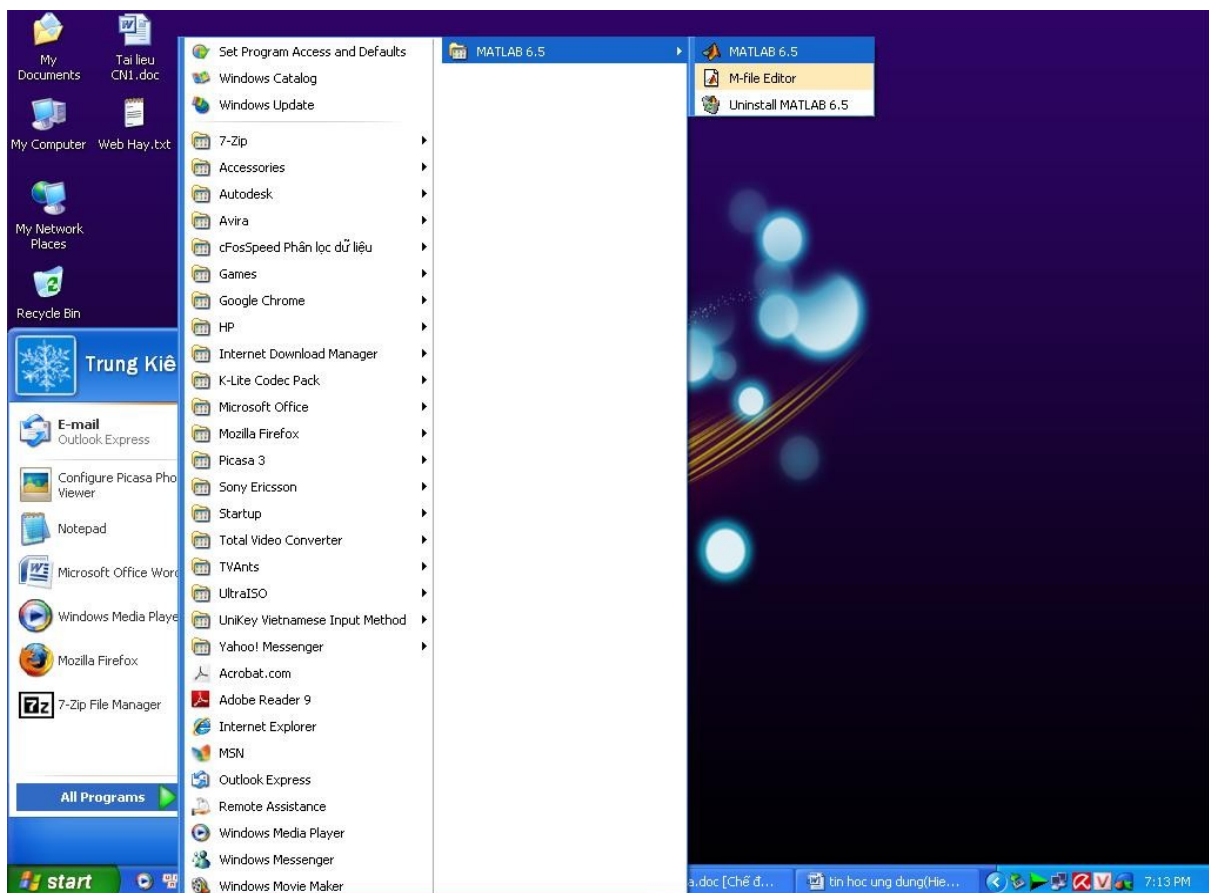 My
Documents
Tai lieu
CN1.doc
My Computer
Web Hay.txt
My Network
Places
Recycle Bin
Trung Kiê
E-mail
Outlook Express
Configure Picasa Pho
Viewer
Notepad
Microsoft Office Word
Windows Media Playe
Mozilla Firefox
7-Zip File Manager
All Programs
Set Program Access and Defaults
Windows Catalog
Windows Update
7-Zip
Accessories
Autodesk
Avira
cFosSpeed Phân lọc dữ liệu
Games
Google Chrome
HP
Internet Download Manager
K-Lite Codec Pack
Microsoft Office
Mozilla Firefox
Picasa 3
Sony Ericsson
Startup
Total Video Converter
TVAnts
UltraISO
UniKey Vietnamese Input Method
Yahoo! Messenger
Acrobat.com
Adobe Reader 9
Internet Explorer
MSN
Outlook Express
Remote Assistance
Windows Media Player
Windows Messenger
Windows Movie Maker
MATLAB 6.5
MATLAB 6.5
M-file Editor
Uninstall MATLAB 6.5
start
a.doc [Chế đ...
tin hoc ung dung(Hie...
7:13 PM